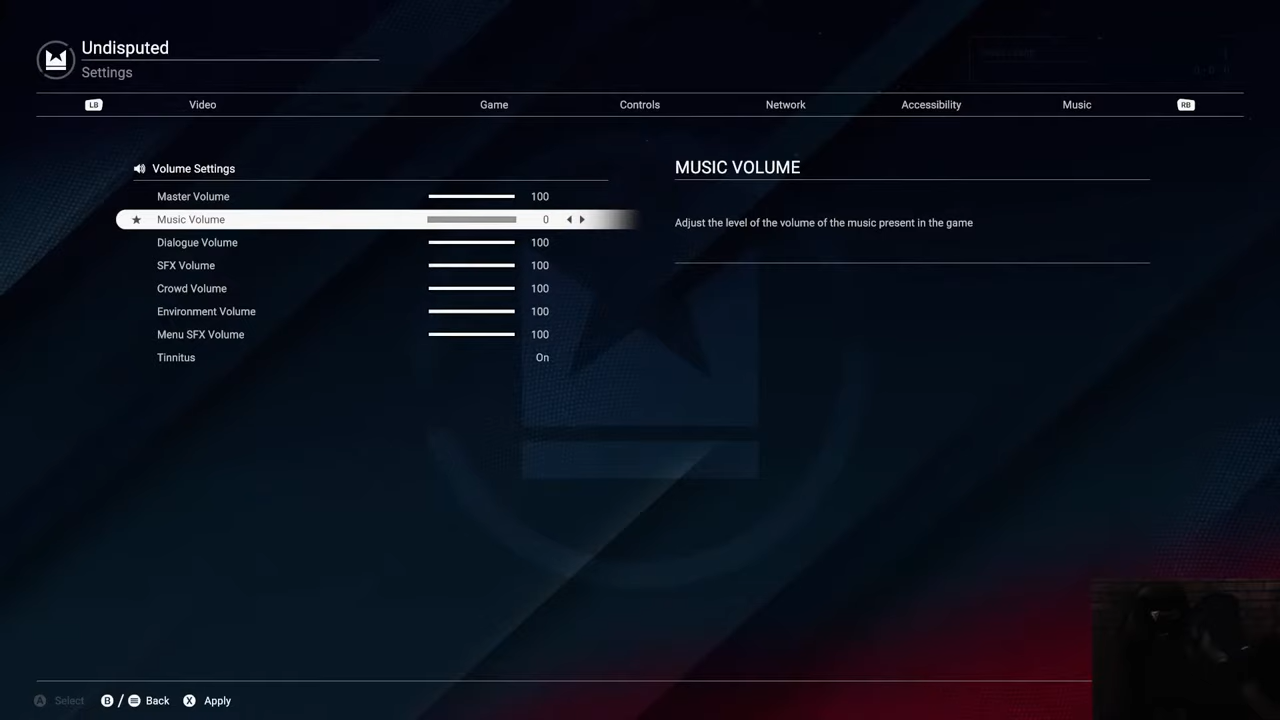 Undisputed
Settings
LB Video Game Controls Network Accessibility Music RB
Volume Settings
Master Volume 100
Music Volume 0
Dialogue Volume 100
SFX Volume 100
Crowd Volume 100
Environment Volume 100
Menu SFX Volume 100
Tinnitus On
MUSIC VOLUME
Adjust the level of the volume of the music present in the game
A Select B / Back X Apply